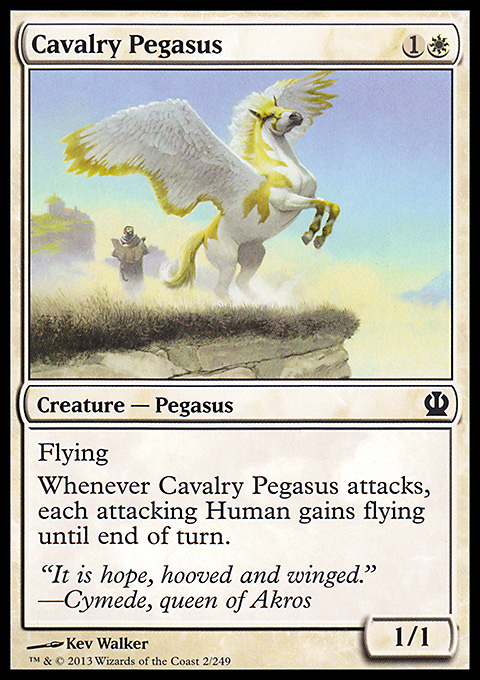 Cavalry Pegasus 1
Creature — Pegasus
Flying
Whenever Cavalry Pegasus attacks,
each attacking Human gains flying
until end of turn.
“It is hope, hooved and winged.”
—Cymede, queen of Akros
Kev Walker
1/1
™ & © 2013 Wizards of the Coast 2/249